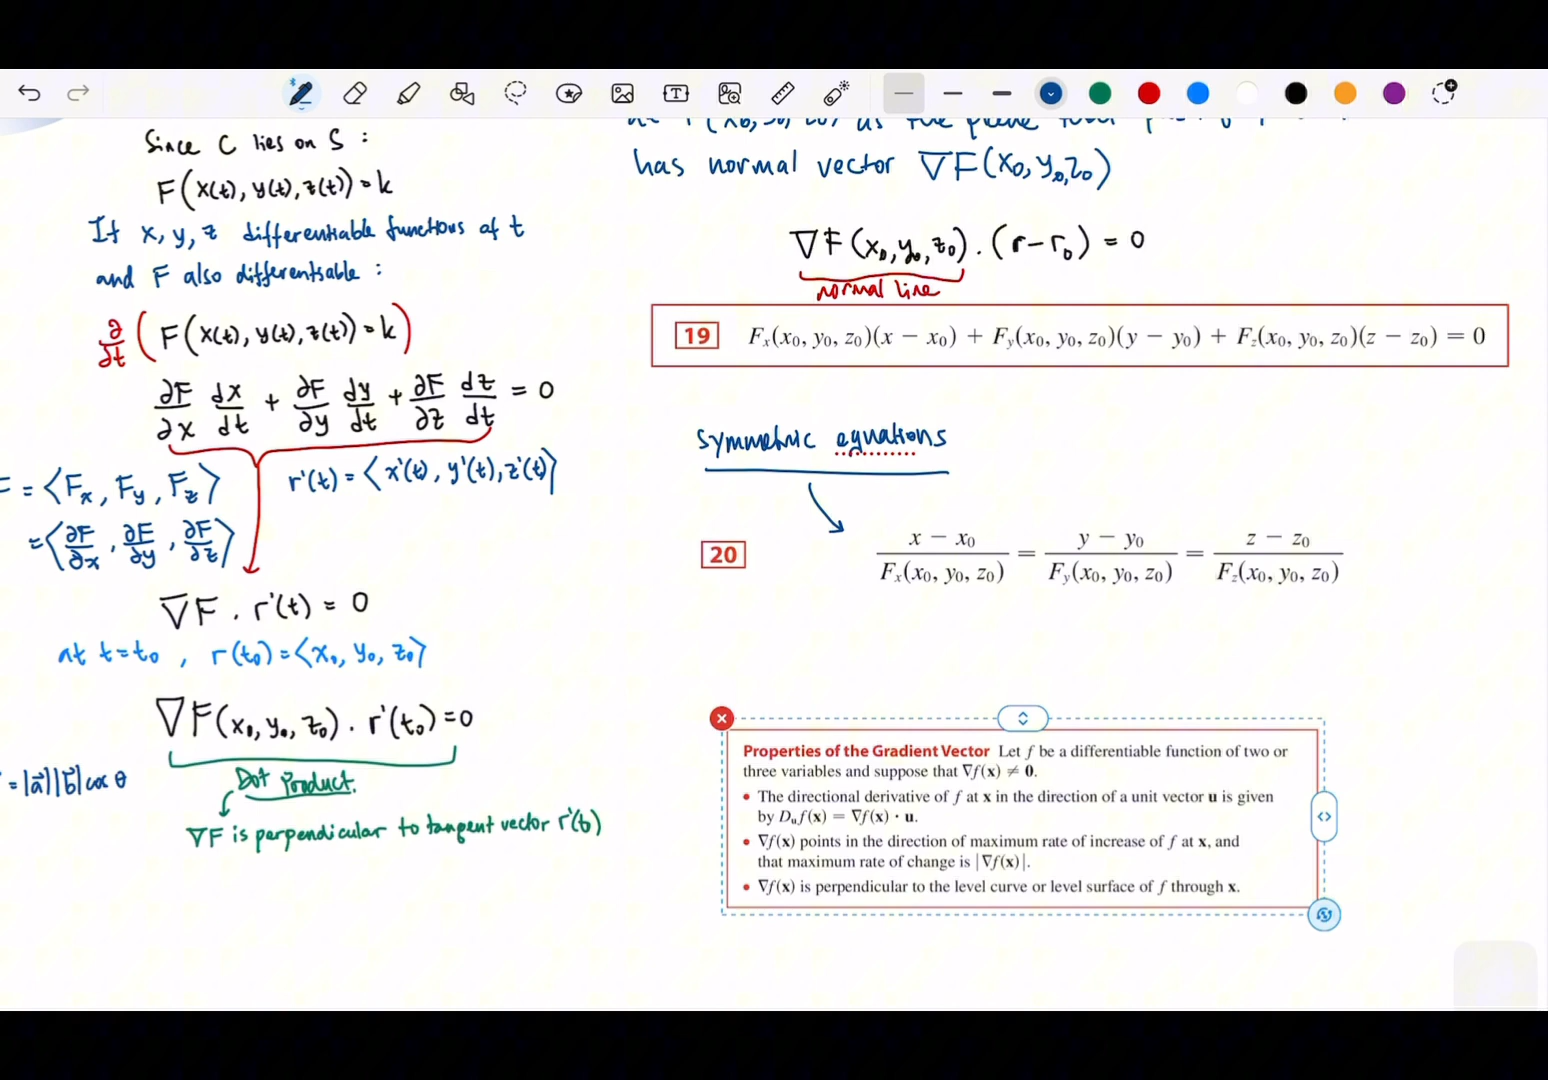 Since C lies on S :
F(x(t), y(t), z(t)) = k
If x, y, z differentiable functions of t
and F also differentiable :
∂/∂t ( F(x(t), y(t), z(t)) = k )
∂F/∂x dx/dt + ∂F/∂y dy/dt + ∂F/∂z dz/dt = 0
F = ⟨Fx, Fy, Fz⟩
r'(t) = ⟨x'(t), y'(t), z'(t)⟩
= ⟨∂F/∂x, ∂F/∂y, ∂F/∂z⟩
∇F . r'(t) = 0
at t = t0 , r(t0) = ⟨x0, y0, z0⟩
∇F(x0, y0, z0) . r'(t0) = 0
= |a⃗||b⃗| cos θ
Dot Product.
∇F is perpendicular to tangent vector r'(t)
has normal vector ∇F(x0, y0, z0)
∇F(x0, y0, z0) . (r − r0) = 0
normal line
19 Fx(x0, y0, z0)(x − x0) + Fy(x0, y0, z0)(y − y0) + Fz(x0, y0, z0)(z − z0) = 0
symmetric equations
20 (x − x0)/Fx(x0, y0, z0) = (y − y0)/Fy(x0, y0, z0) = (z − z0)/Fz(x0, y0, z0)
Properties of the Gradient Vector Let f be a differentiable function of two or
three variables and suppose that ∇f(x) ≠ 0.
• The directional derivative of f at x in the direction of a unit vector u is given
by Duf(x) = ∇f(x) · u.
• ∇f(x) points in the direction of maximum rate of increase of f at x, and
that maximum rate of change is |∇f(x)|.
• ∇f(x) is perpendicular to the level curve or level surface of f through x.